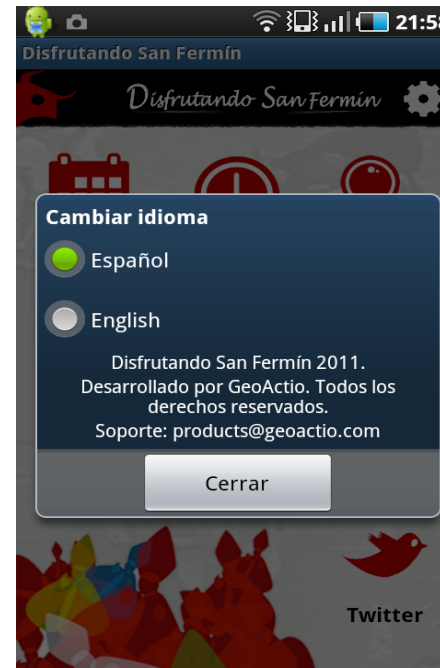 21:58
Disfrutando San Fermín
Disfrutando San Fermín
Cambiar idioma
Español
English
Disfrutando San Fermín 2011.
Desarrollado por GeoActio. Todos los
derechos reservados.
Soporte: products@geoactio.com
Cerrar
Twitter